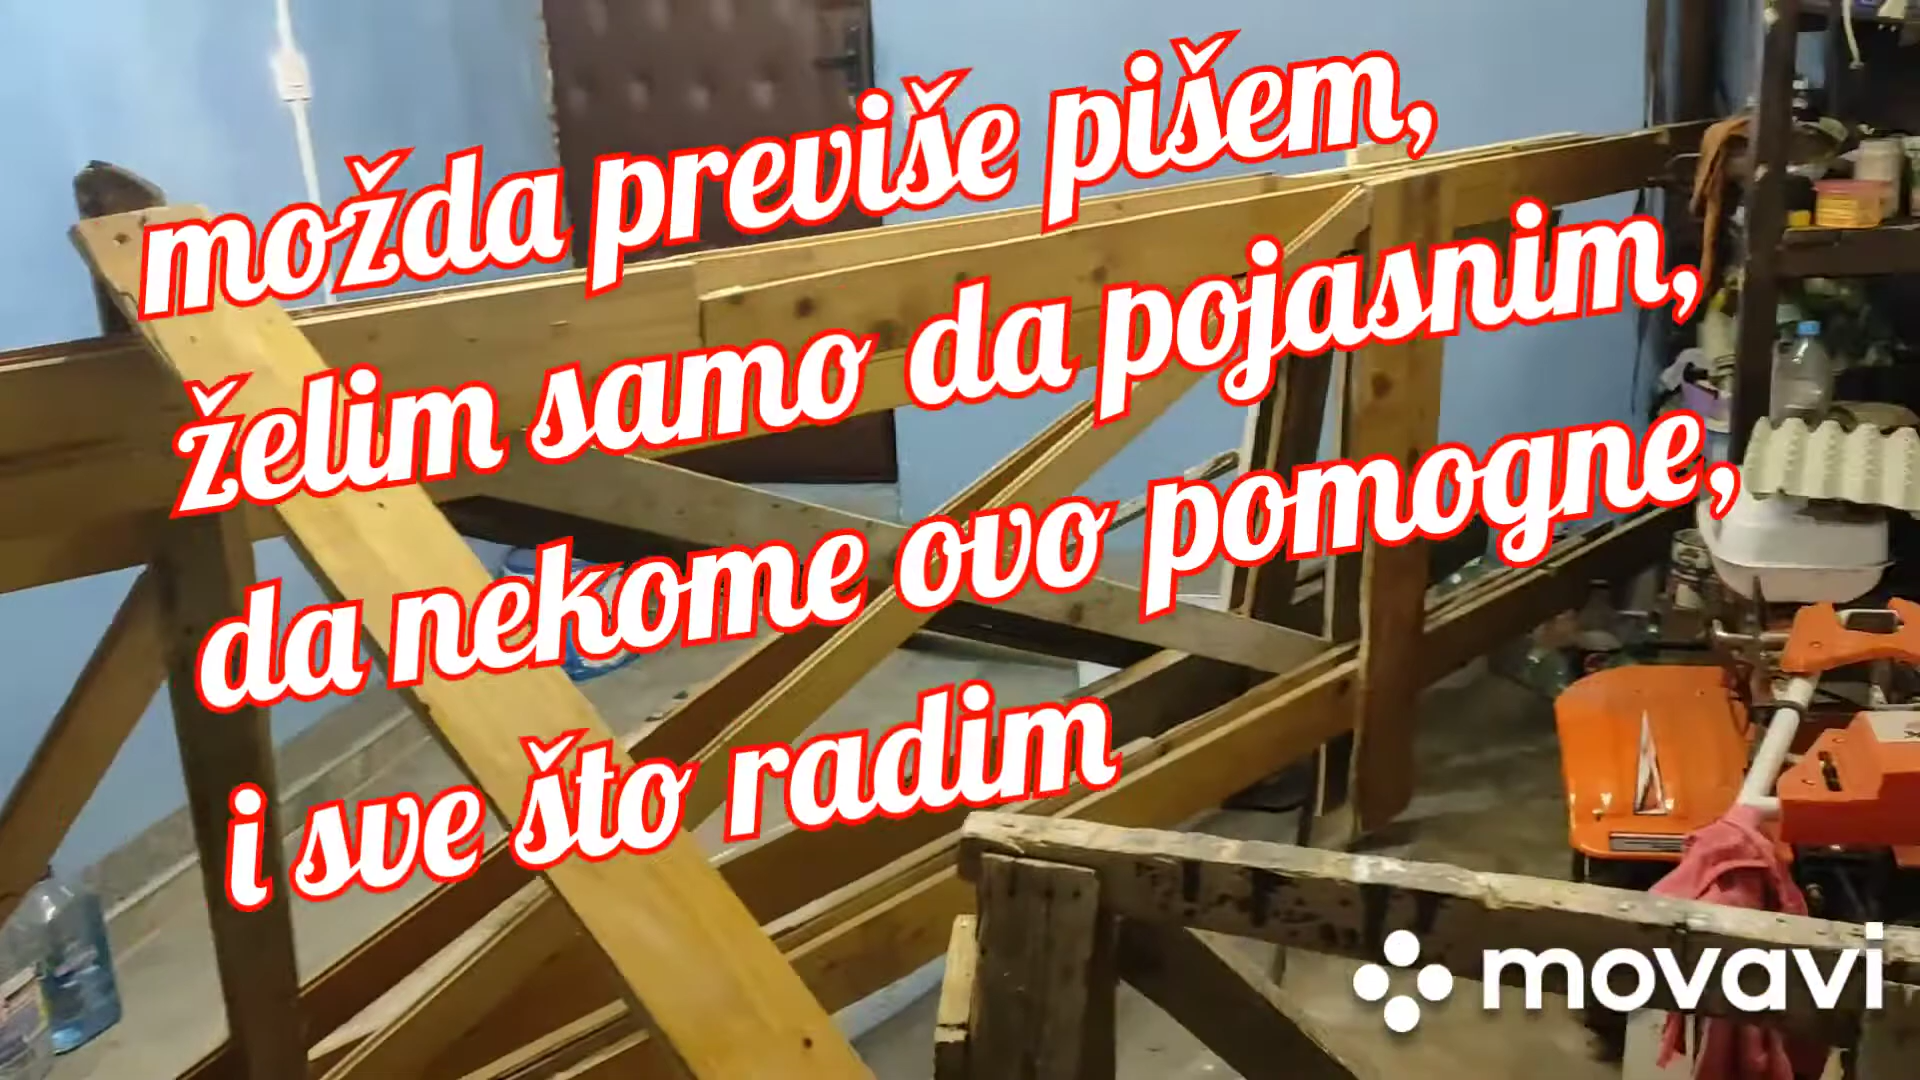 možda previše pišem,
želim samo da pojasnim,
da nekome ovo pomogne,
i sve što radim
movavi